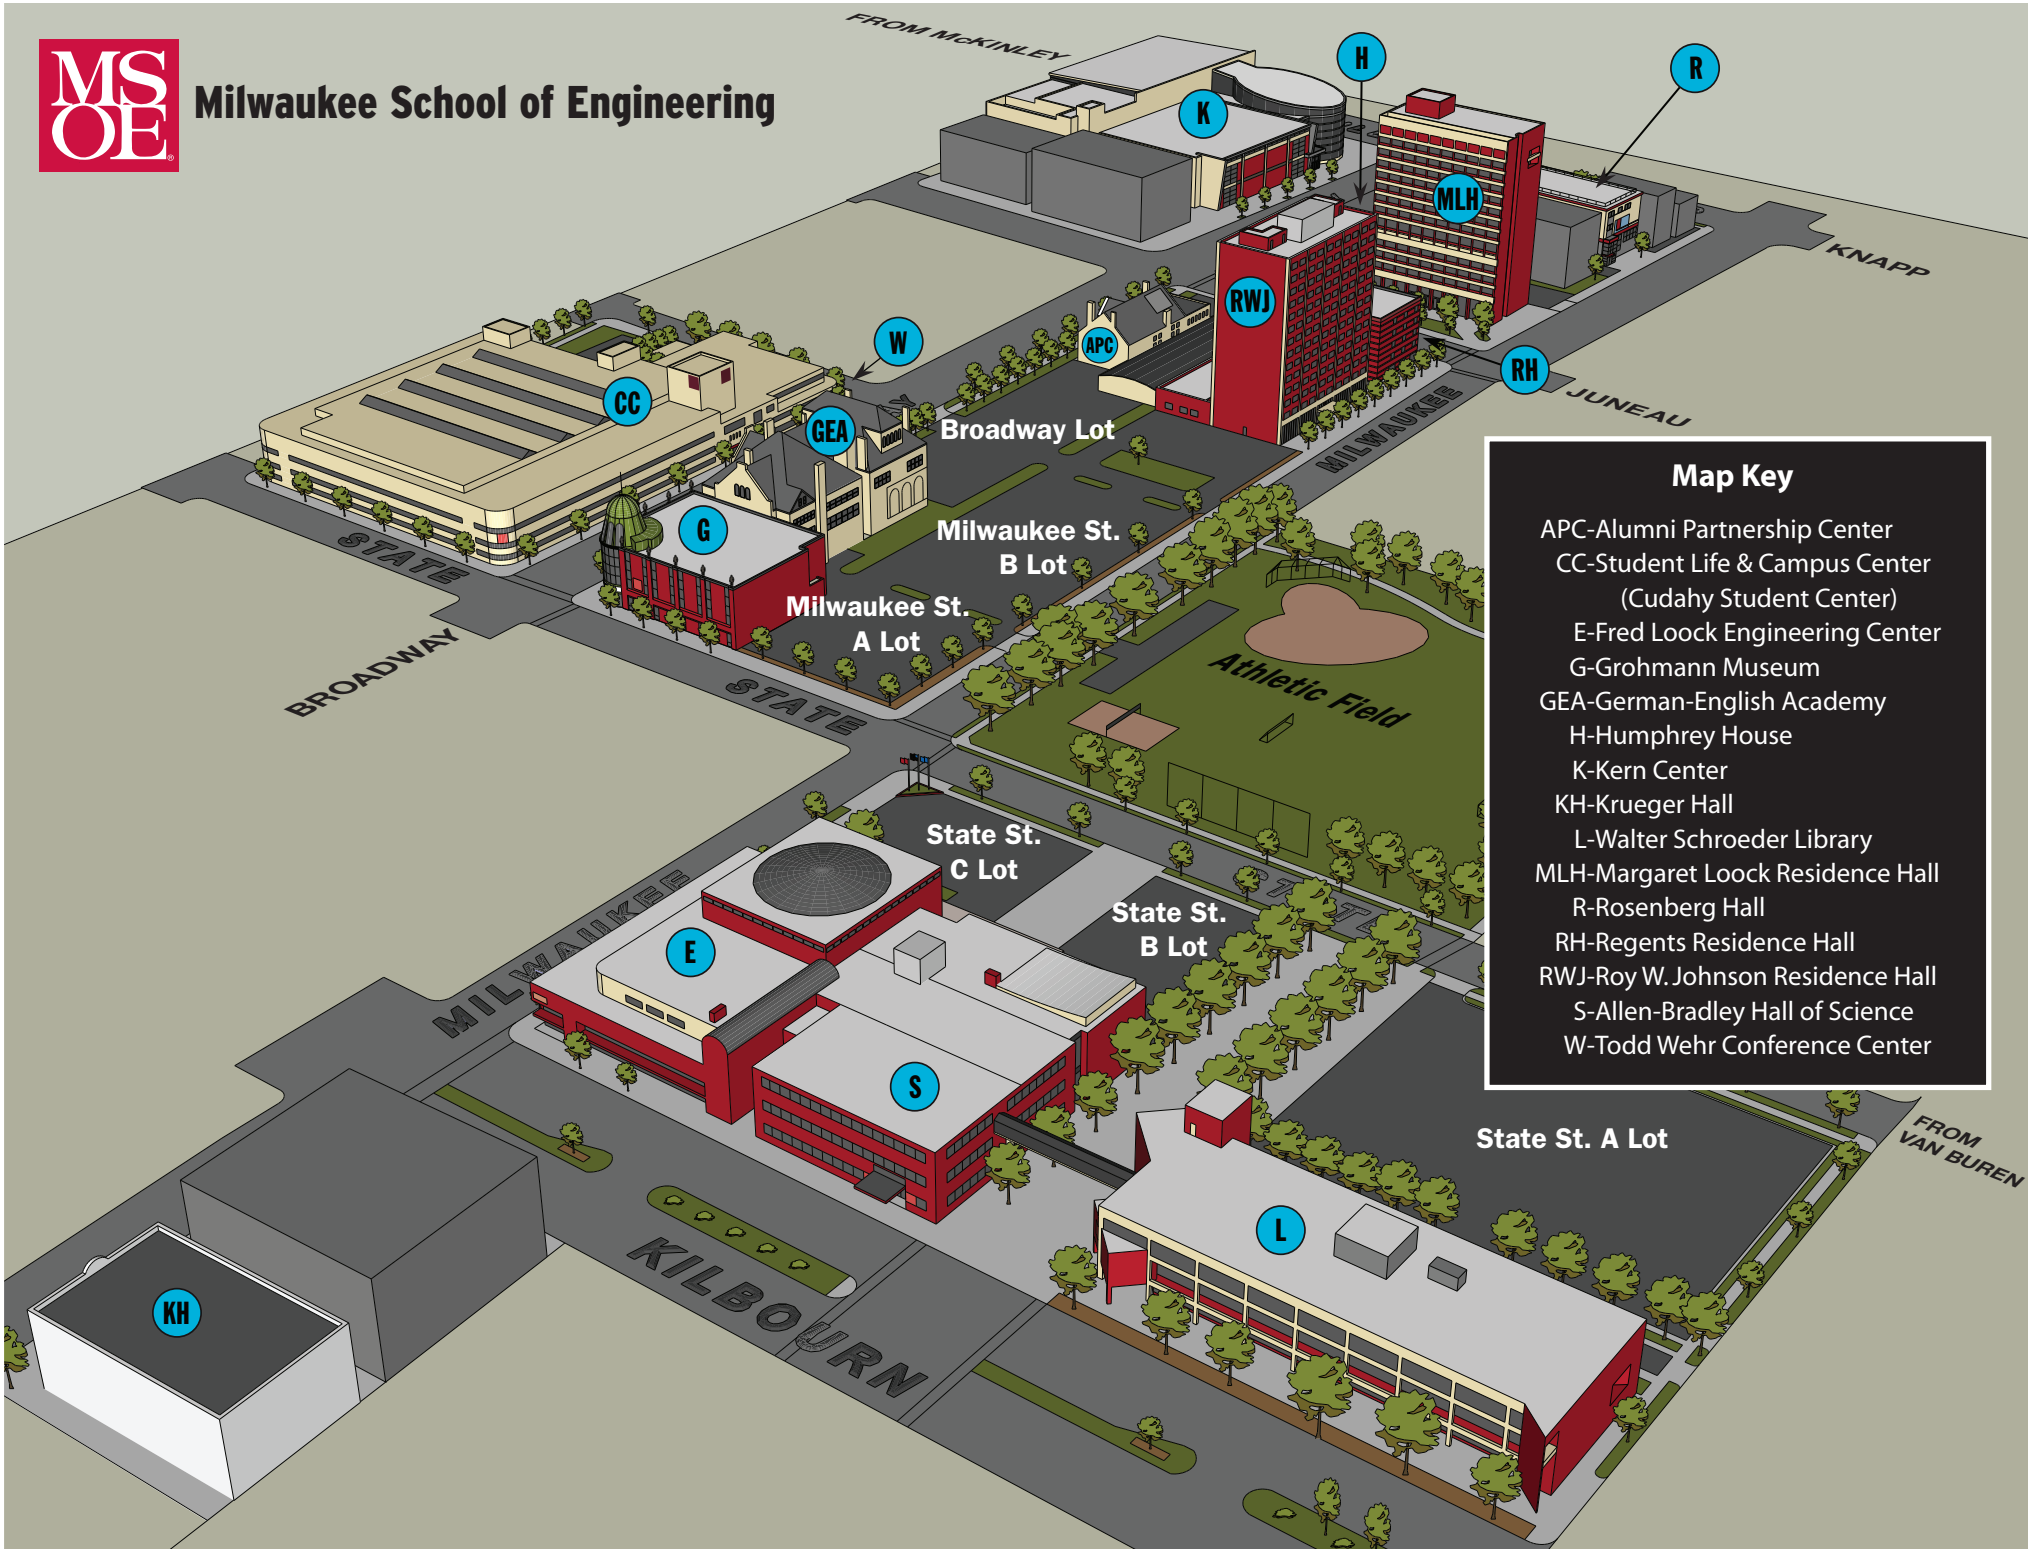 MS
OE®
Milwaukee School of Engineering
FROM McKINLEY
H
R
K
MLH
KNAPP
RWJ
APC
W
RH
JUNEAU
CC
GEA
Broadway Lot
MILWAUKEE
G
Milwaukee St.
B Lot
STATE
Milwaukee St.
A Lot
BROADWAY
STATE
Athletic Field
Map Key
APC-Alumni Partnership Center
CC-Student Life & Campus Center
(Cudahy Student Center)
E-Fred Loock Engineering Center
G-Grohmann Museum
GEA-German-English Academy
H-Humphrey House
K-Kern Center
KH-Krueger Hall
L-Walter Schroeder Library
MLH-Margaret Loock Residence Hall
R-Rosenberg Hall
RH-Regents Residence Hall
RWJ-Roy W. Johnson Residence Hall
S-Allen-Bradley Hall of Science
W-Todd Wehr Conference Center
State St.
C Lot
State St.
B Lot
STATE
MILWAUKEE
E
S
State St. A Lot
FROM
VAN BUREN
L
KH
KILBOURN